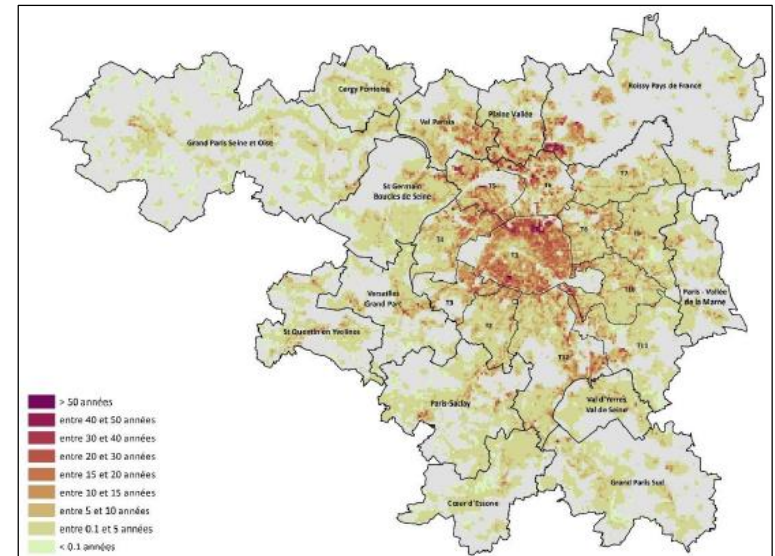 Cergy Pontoise
Roissy Pays de France
Plaine Vallée
Val Parisis
Grand Paris Seine et Oise
St Germain
Boucles de Seine
T5
T6
T7
T4
T8
T9
T1
T10
Paris - Vallée
de la Marne
Versailles
Grand Parc
T3
T2
St Quentin en Yvelines
T12
T11
Paris-Saclay
Val d'Yerres
Val de Seine
Cœur d'Essone
Grand Paris Sud
> 50 années
entre 40 et 50 années
entre 30 et 40 années
entre 20 et 30 années
entre 15 et 20 années
entre 10 et 15 années
entre 5 et 10 années
entre 0.1 et 5 années
< 0.1 années